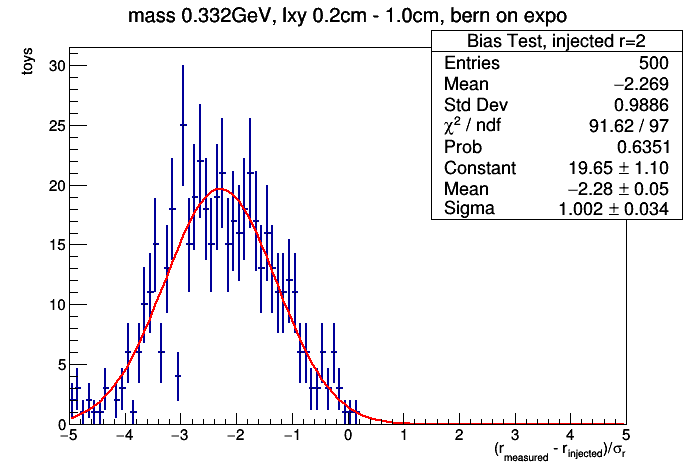 mass 0.332GeV, lxy 0.2cm - 1.0cm, bern on expo
Bias Test, injected r=2
Entries 500
Mean −2.269
Std Dev 0.9886
χ² / ndf 91.62 / 97
Prob 0.6351
Constant 19.65 ± 1.10
Mean −2.28 ± 0.05
Sigma 1.002 ± 0.034
toys
30
25
20
15
10
5
0
−5 −4 −3 −2 −1 0 1 2 3 4 5
(r_measured - r_injected)/σ_r